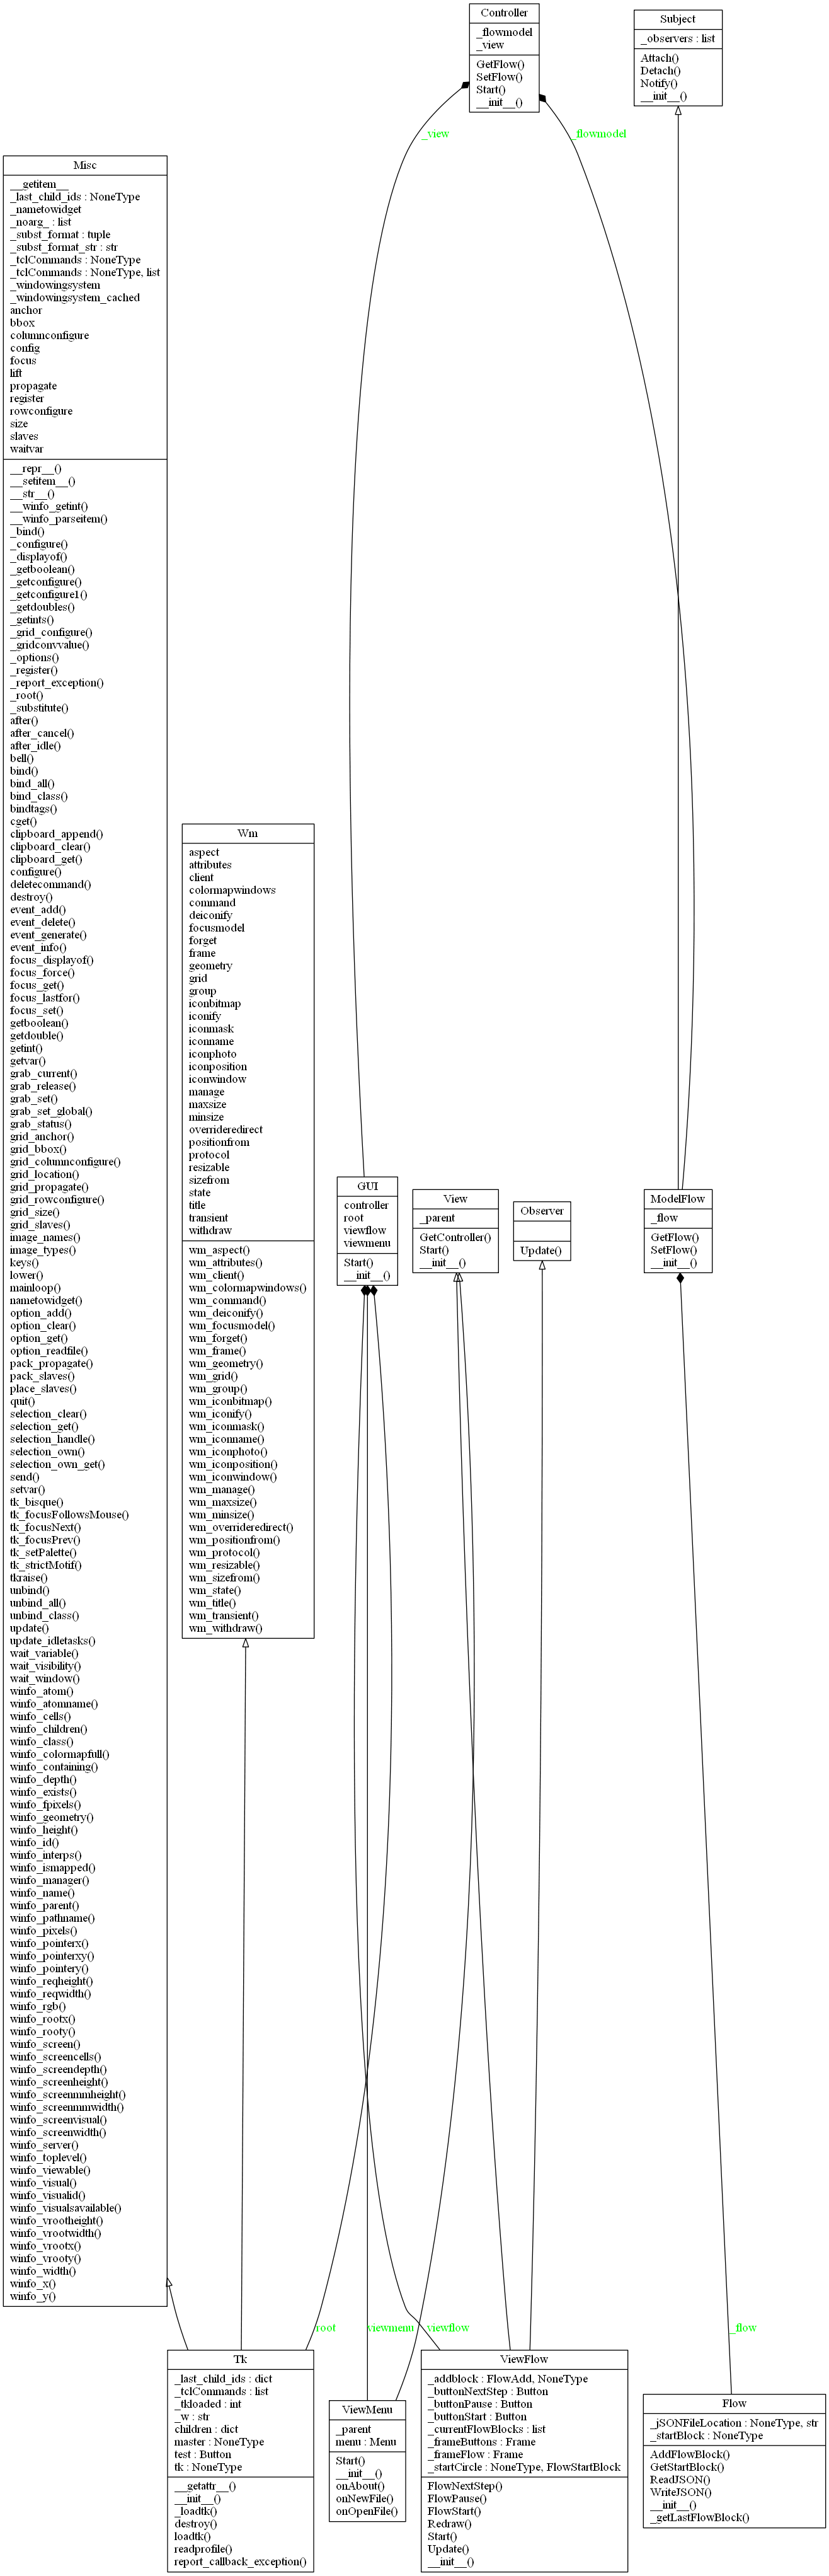 Controller
_flowmodel
_view
GetFlow()
SetFlow()
Start()
__init__()
Subject
_observers : list
Attach()
Detach()
Notify()
__init__()
_view
_flowmodel
Misc
__getitem__
_last_child_ids : NoneType
_nametowidget
_noarg_ : list
_subst_format : tuple
_subst_format_str : str
_tclCommands : NoneType
_tclCommands : NoneType, list
_windowingsystem
_windowingsystem_cached
anchor
bbox
columnconfigure
config
focus
lift
propagate
register
rowconfigure
size
slaves
waitvar
__repr__()
__setitem__()
__str__()
__winfo_getint()
__winfo_parseitem()
_bind()
_configure()
_displayof()
_getboolean()
_getconfigure()
_getconfigure1()
_getdoubles()
_getints()
_grid_configure()
_gridconvvalue()
_options()
_register()
_report_exception()
_root()
_substitute()
after()
after_cancel()
after_idle()
bell()
bind()
bind_all()
bind_class()
bindtags()
cget()
clipboard_append()
clipboard_clear()
clipboard_get()
configure()
deletecommand()
destroy()
event_add()
event_delete()
event_generate()
event_info()
focus_displayof()
focus_force()
focus_get()
focus_lastfor()
focus_set()
getboolean()
getdouble()
getint()
getvar()
grab_current()
grab_release()
grab_set()
grab_set_global()
grab_status()
grid_anchor()
grid_bbox()
grid_columnconfigure()
grid_location()
grid_propagate()
grid_rowconfigure()
grid_size()
grid_slaves()
image_names()
image_types()
keys()
lower()
mainloop()
nametowidget()
option_add()
option_clear()
option_get()
option_readfile()
pack_propagate()
pack_slaves()
place_slaves()
quit()
selection_clear()
selection_get()
selection_handle()
selection_own()
selection_own_get()
send()
setvar()
tk_bisque()
tk_focusFollowsMouse()
tk_focusNext()
tk_focusPrev()
tk_setPalette()
tk_strictMotif()
tkraise()
unbind()
unbind_all()
unbind_class()
update()
update_idletasks()
wait_variable()
wait_visibility()
wait_window()
winfo_atom()
winfo_atomname()
winfo_cells()
winfo_children()
winfo_class()
winfo_colormapfull()
winfo_containing()
winfo_depth()
winfo_exists()
winfo_fpixels()
winfo_geometry()
winfo_height()
winfo_id()
winfo_interps()
winfo_ismapped()
winfo_manager()
winfo_name()
winfo_parent()
winfo_pathname()
winfo_pixels()
winfo_pointerx()
winfo_pointerxy()
winfo_pointery()
winfo_reqheight()
winfo_reqwidth()
winfo_rgb()
winfo_rootx()
winfo_rooty()
winfo_screen()
winfo_screencells()
winfo_screendepth()
winfo_screenheight()
winfo_screenmmheight()
winfo_screenmmwidth()
winfo_screenvisual()
winfo_screenwidth()
winfo_server()
winfo_toplevel()
winfo_viewable()
winfo_visual()
winfo_visualid()
winfo_visualsavailable()
winfo_vrootheight()
winfo_vrootwidth()
winfo_vrootx()
winfo_vrooty()
winfo_width()
winfo_x()
winfo_y()
Wm
aspect
attributes
client
colormapwindows
command
deiconify
focusmodel
forget
frame
geometry
grid
group
iconbitmap
iconify
iconmask
iconname
iconphoto
iconposition
iconwindow
manage
maxsize
minsize
overrideredirect
positionfrom
protocol
resizable
sizefrom
state
title
transient
withdraw
wm_aspect()
wm_attributes()
wm_client()
wm_colormapwindows()
wm_command()
wm_deiconify()
wm_focusmodel()
wm_forget()
wm_frame()
wm_geometry()
wm_grid()
wm_group()
wm_iconbitmap()
wm_iconify()
wm_iconmask()
wm_iconname()
wm_iconphoto()
wm_iconposition()
wm_iconwindow()
wm_manage()
wm_maxsize()
wm_minsize()
wm_overrideredirect()
wm_positionfrom()
wm_protocol()
wm_resizable()
wm_sizefrom()
wm_state()
wm_title()
wm_transient()
wm_withdraw()
GUI
controller
root
viewflow
viewmenu
Start()
__init__()
View
_parent
GetController()
Start()
__init__()
Observer
Update()
ModelFlow
_flow
GetFlow()
SetFlow()
__init__()
root
viewmenu
viewflow
_flow
Tk
_last_child_ids : dict
_tclCommands : list
_tkloaded : int
_w : str
children : dict
master : NoneType
test : Button
tk : NoneType
__getattr__()
__init__()
_loadtk()
destroy()
loadtk()
readprofile()
report_callback_exception()
ViewMenu
_parent
menu : Menu
Start()
__init__()
onAbout()
onNewFile()
onOpenFile()
ViewFlow
_addblock : FlowAdd, NoneType
_buttonNextStep : Button
_buttonPause : Button
_buttonStart : Button
_currentFlowBlocks : list
_frameButtons : Frame
_frameFlow : Frame
_startCircle : NoneType, FlowStartBlock
FlowNextStep()
FlowPause()
FlowStart()
Redraw()
Start()
Update()
__init__()
Flow
_jSONFileLocation : NoneType, str
_startBlock : NoneType
AddFlowBlock()
GetStartBlock()
ReadJSON()
WriteJSON()
__init__()
_getLastFlowBlock()